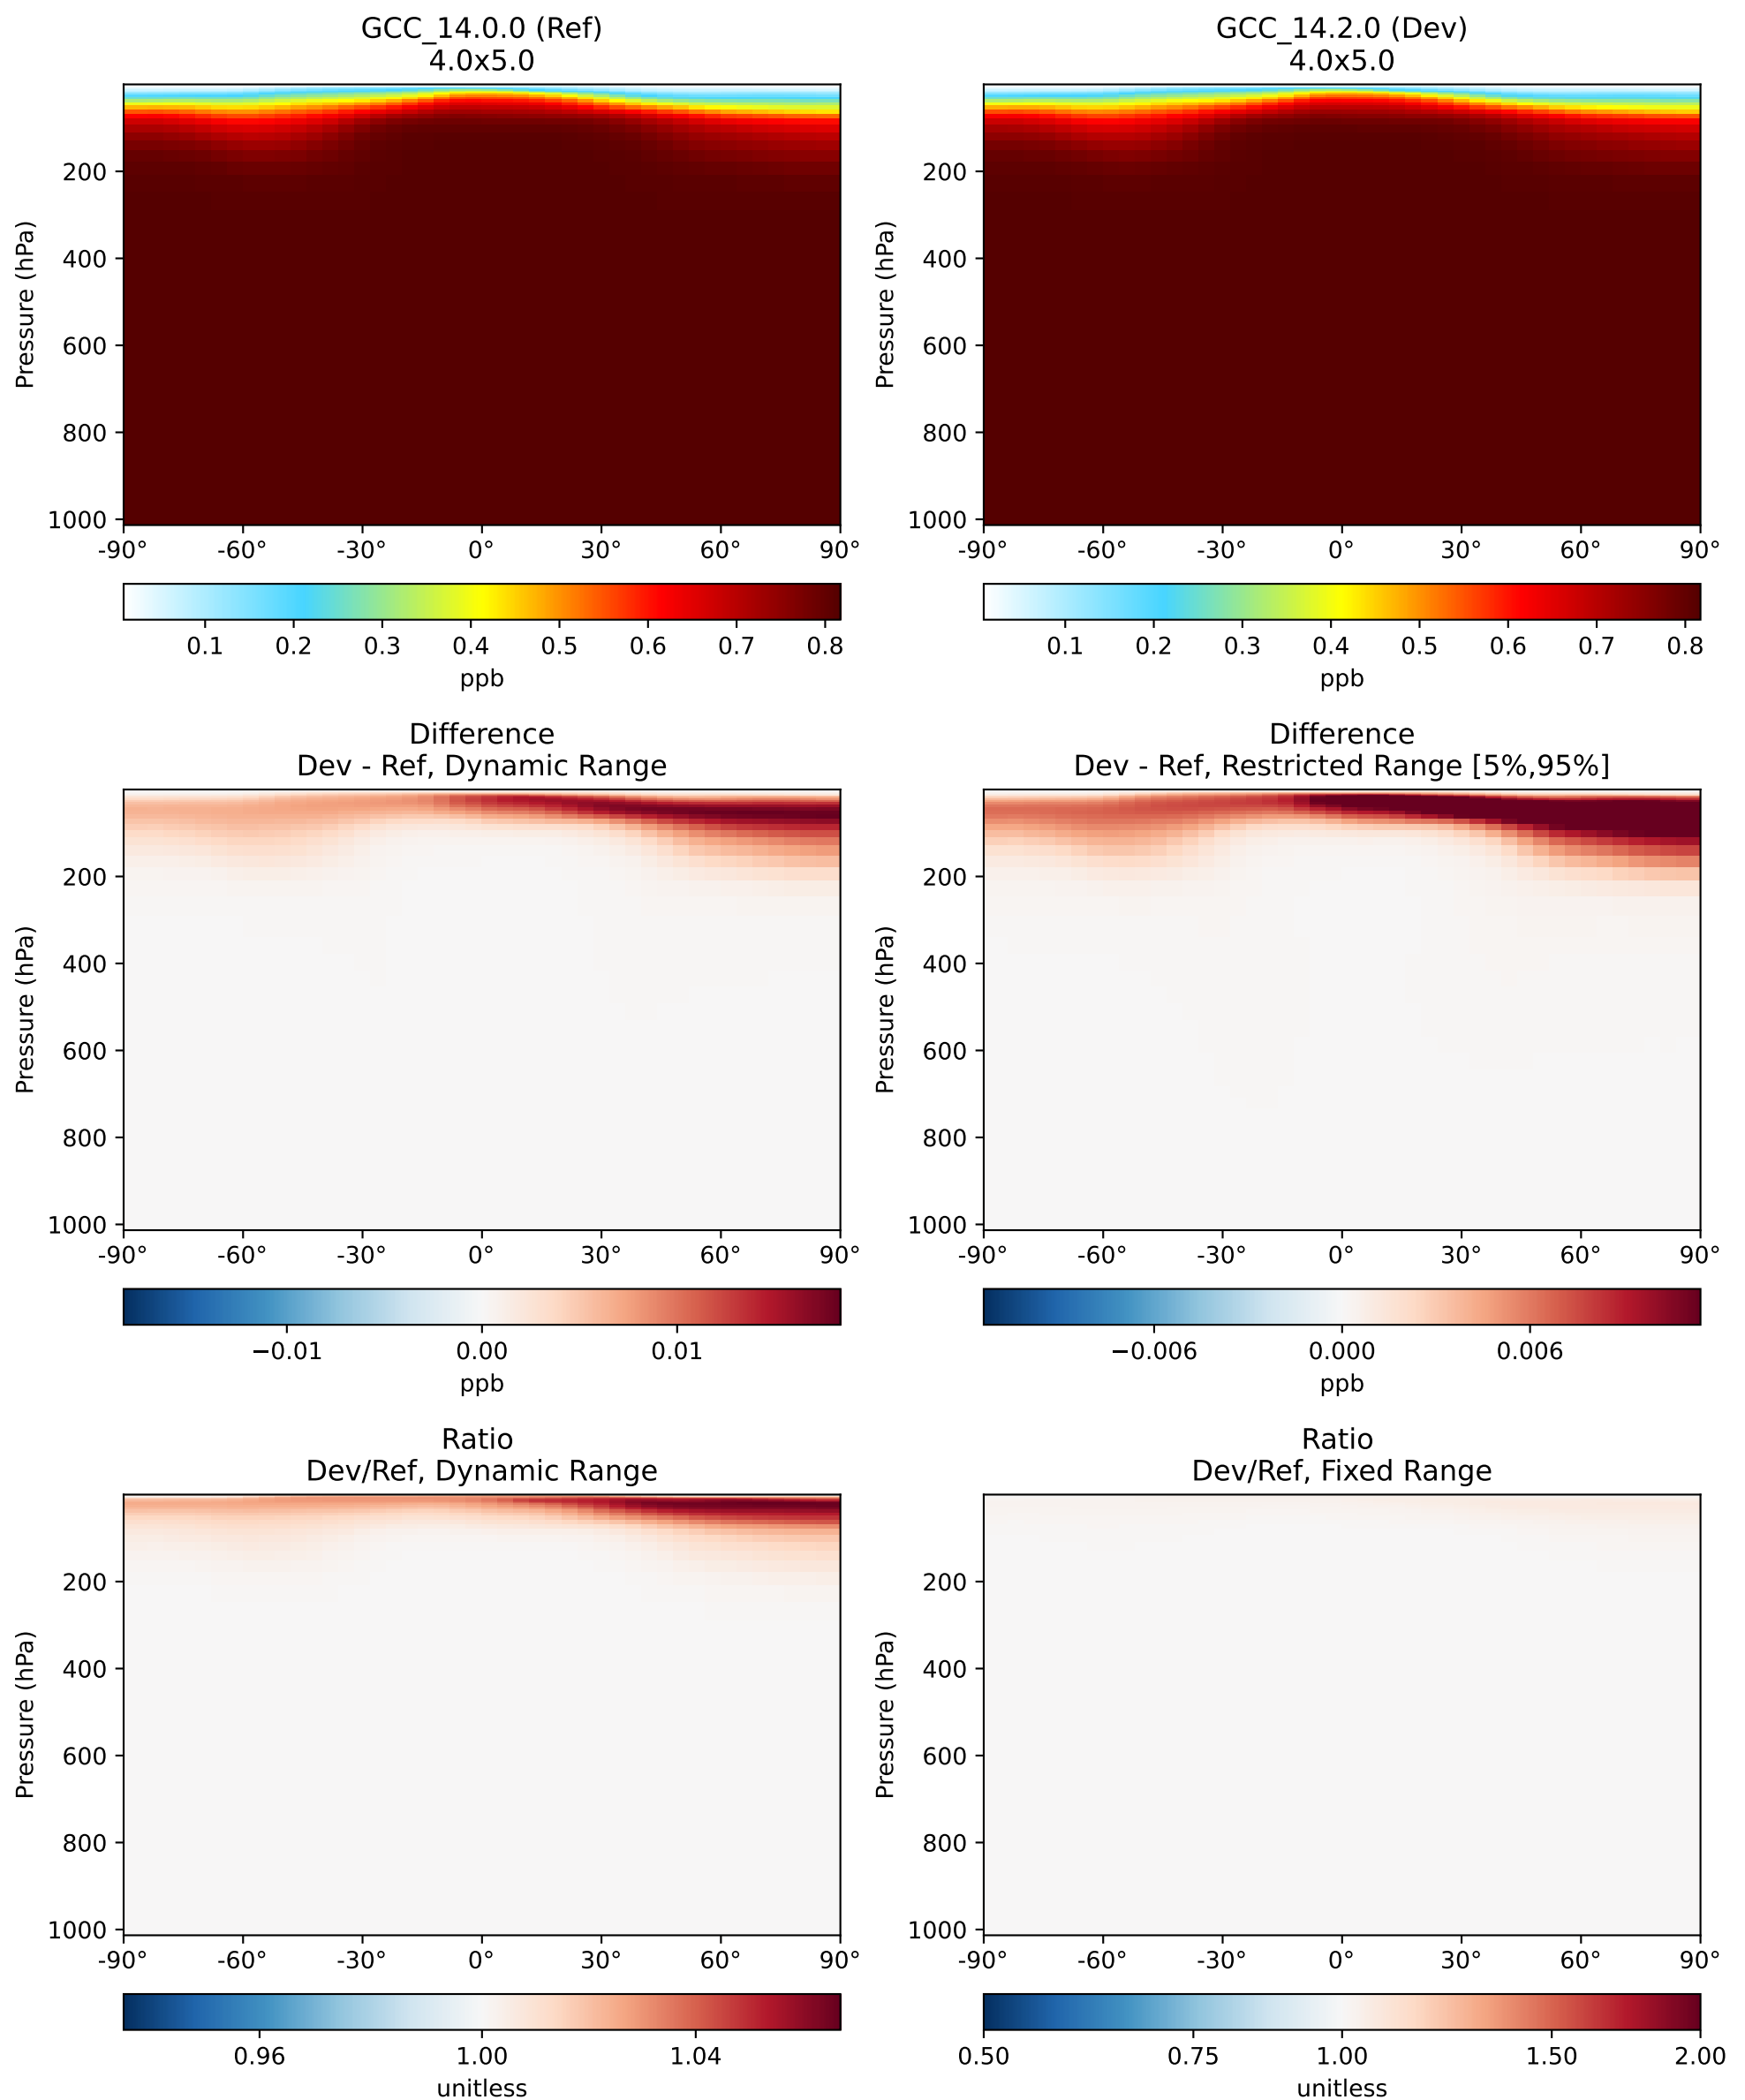 GCC_14.0.0 (Ref)
4.0x5.0
GCC_14.2.0 (Dev)
4.0x5.0
Pressure (hPa)
200
400
600
800
1000
-90° -60° -30° 0° 30° 60° 90°
0.1 0.2 0.3 0.4 0.5 0.6 0.7 0.8
ppb
Pressure (hPa)
200
400
600
800
1000
-90° -60° -30° 0° 30° 60° 90°
0.1 0.2 0.3 0.4 0.5 0.6 0.7 0.8
ppb
Difference
Dev - Ref, Dynamic Range
Pressure (hPa)
200
400
600
800
1000
-90° -60° -30° 0° 30° 60° 90°
−0.01 0.00 0.01
ppb
Difference
Dev - Ref, Restricted Range [5%,95%]
Pressure (hPa)
200
400
600
800
1000
-90° -60° -30° 0° 30° 60° 90°
−0.006 0.000 0.006
ppb
Ratio
Dev/Ref, Dynamic Range
Pressure (hPa)
200
400
600
800
1000
-90° -60° -30° 0° 30° 60° 90°
0.96 1.00 1.04
unitless
Ratio
Dev/Ref, Fixed Range
Pressure (hPa)
200
400
600
800
1000
-90° -60° -30° 0° 30° 60° 90°
0.50 0.75 1.00 1.50 2.00
unitless